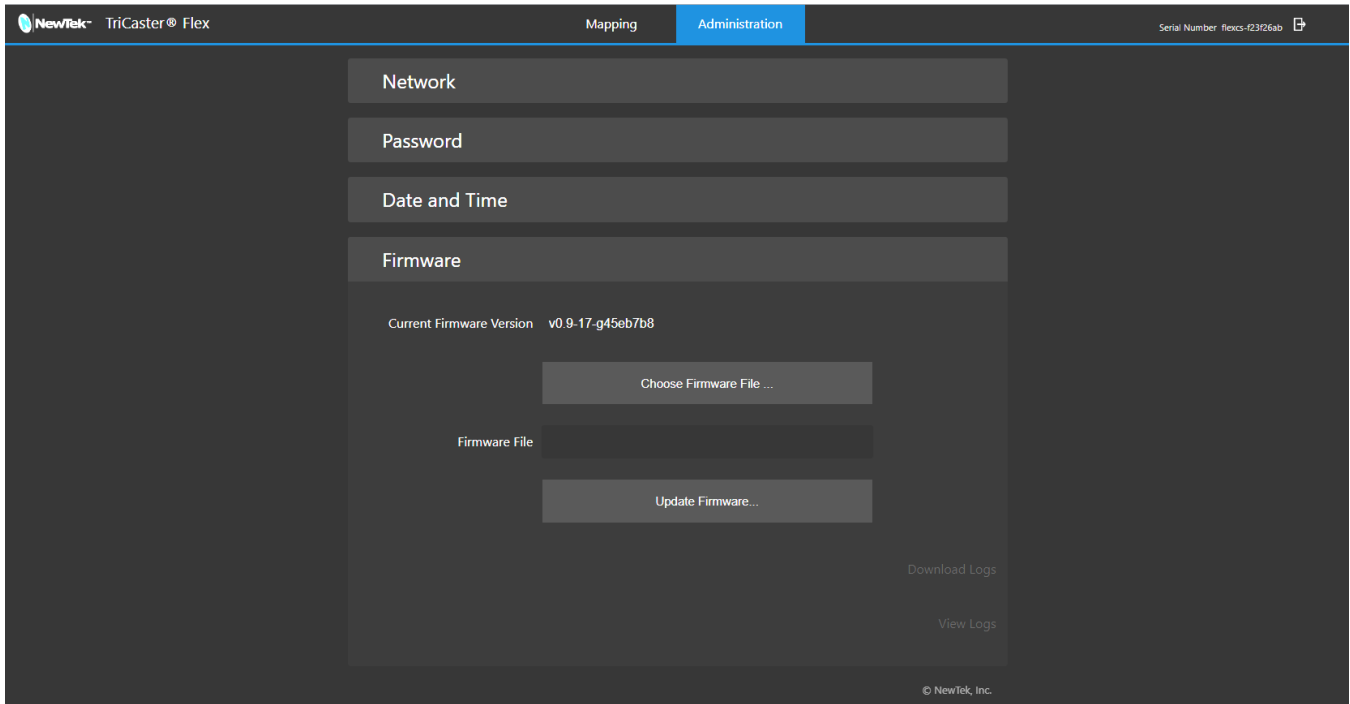 NewTek™ TriCaster® Flex Mapping Administration Serial Number flexcs-f23f26ab
Network
Password
Date and Time
Firmware
Current Firmware Version v0.9-17-g45eb7b8
Choose Firmware File ...
Firmware File
Update Firmware...
Download Logs
View Logs
© NewTek, Inc.